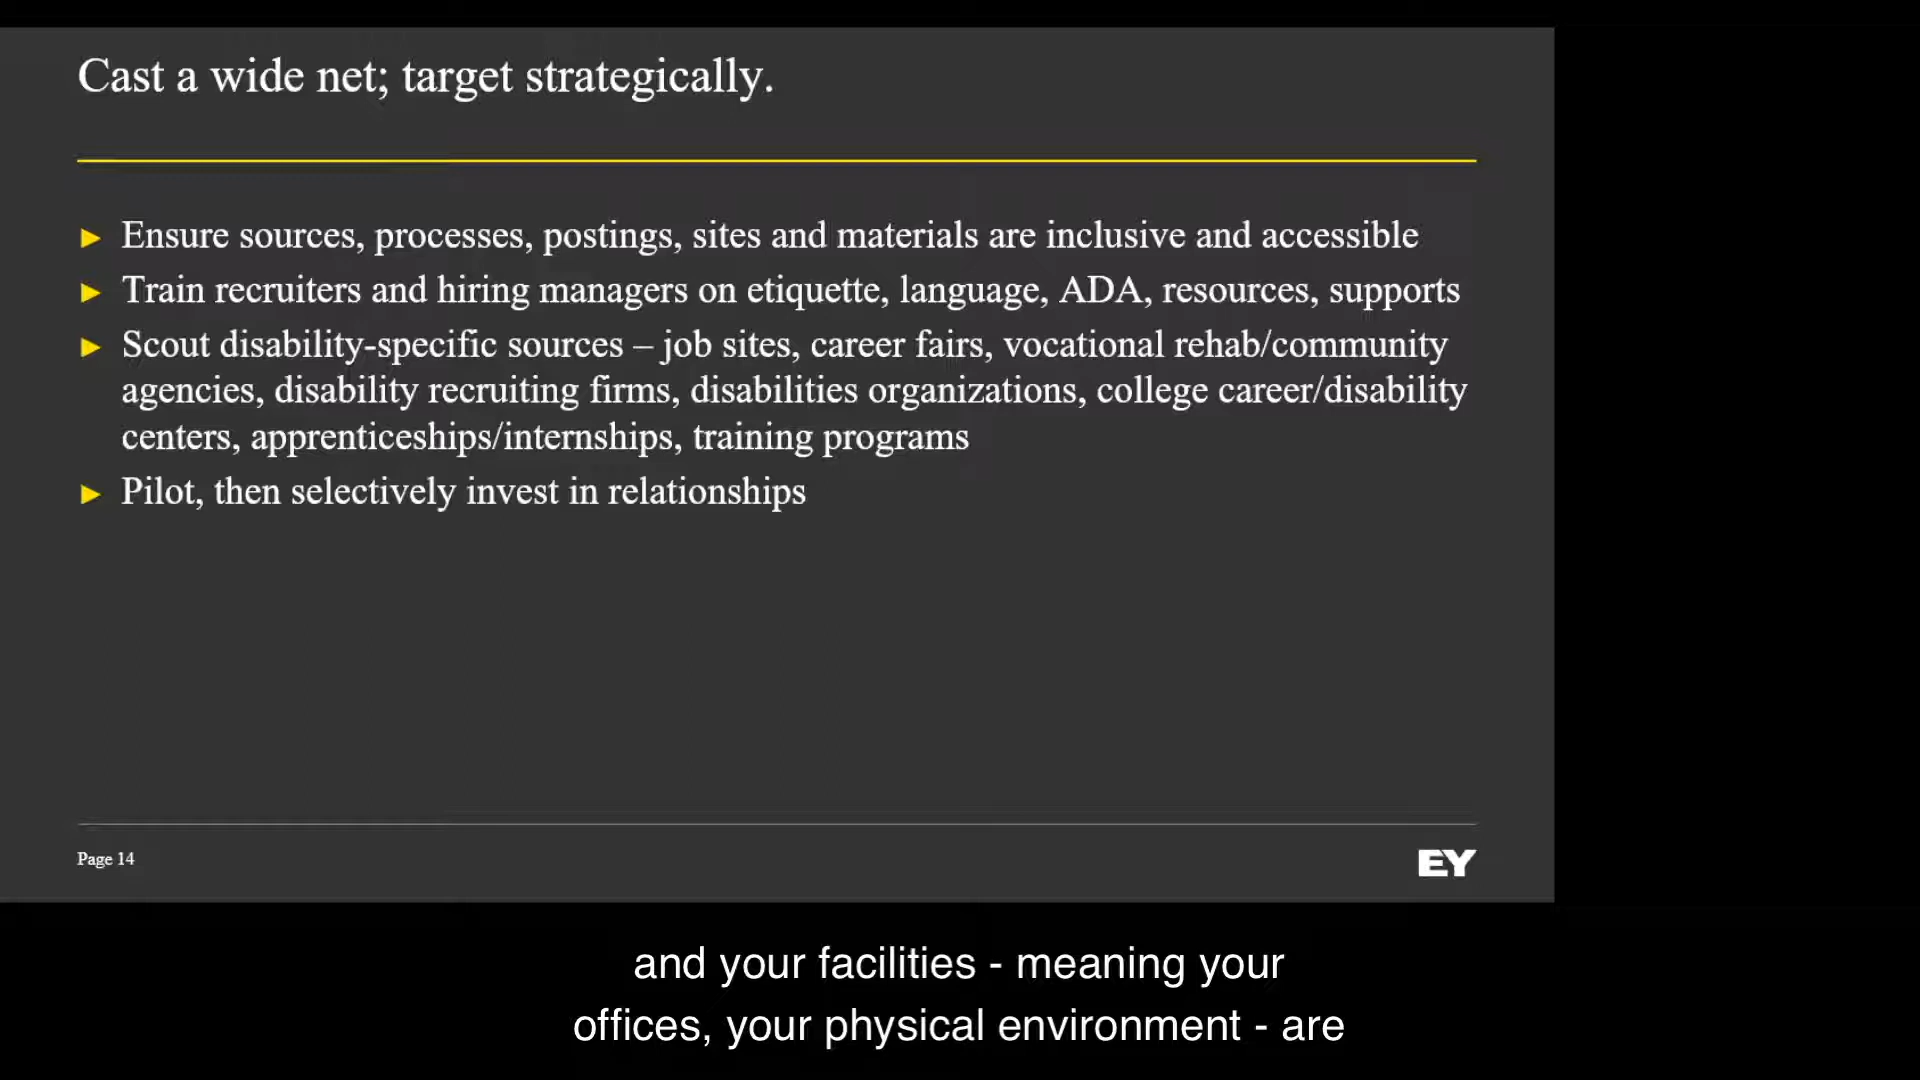 Cast a wide net; target strategically.
► Ensure sources, processes, postings, sites and materials are inclusive and accessible
► Train recruiters and hiring managers on etiquette, language, ADA, resources, supports
► Scout disability-specific sources – job sites, career fairs, vocational rehab/community
agencies, disability recruiting firms, disabilities organizations, college career/disability
centers, apprenticeships/internships, training programs
► Pilot, then selectively invest in relationships
Page 14
EY
and your facilities - meaning your
offices, your physical environment - are